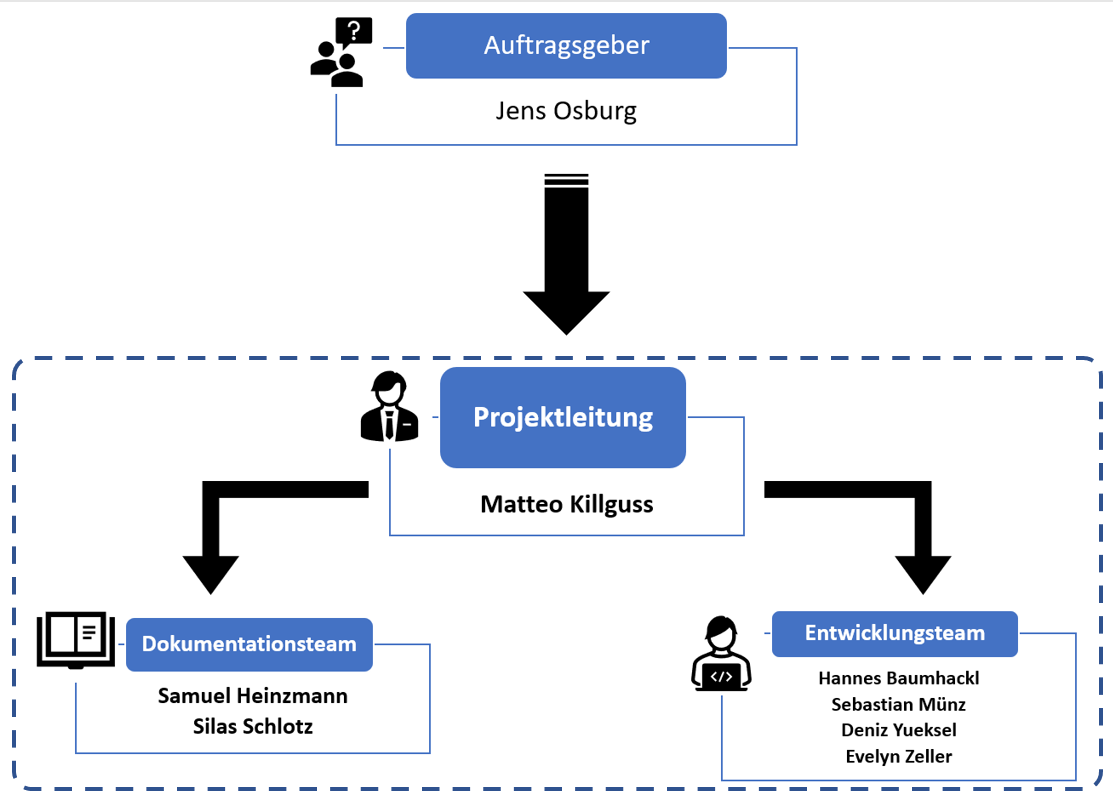 ?
Auftragsgeber
Jens Osburg
Projektleitung
Matteo Killguss
Dokumentationsteam
Samuel Heinzmann
Silas Schlotz
Entwicklungsteam
</>
Hannes Baumhackl
Sebastian Münz
Deniz Yueksel
Evelyn Zeller